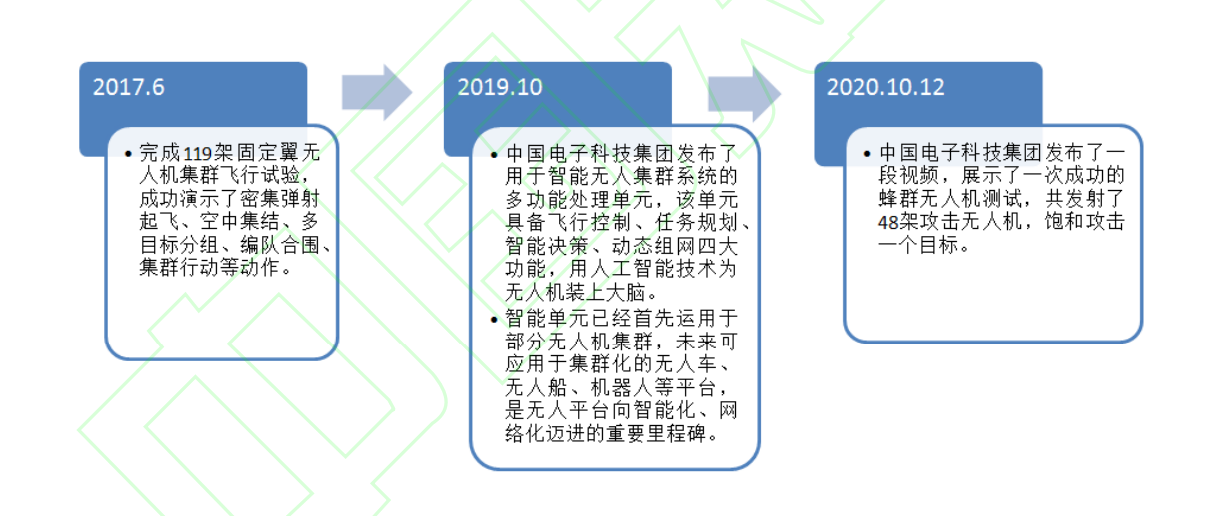 2017.6
• 完成119架固定翼无
人机集群飞行试验，
成功演示了密集弹射
起飞、空中集结、多
目标分组、编队合围、
集群行动等动作。
2019.10
• 中国电子科技集团发布了
用于智能无人集群系统的
多功能处理单元，该单元
具备飞行控制、任务规划、
智能决策、动态组网四大
功能，用人工智能技术为
无人机装上大脑。
• 智能单元已经首先运用于
部分无人机集群，未来可
应用于集群化的无人车、
无人船、机器人等平台，
是无人平台向智能化、网
络化迈进的重要里程碑。
2020.10.12
• 中国电子科技集团发布了一
段视频，展示了一次成功的
蜂群无人机测试，共发射了
48架攻击无人机，饱和攻击
一个目标。